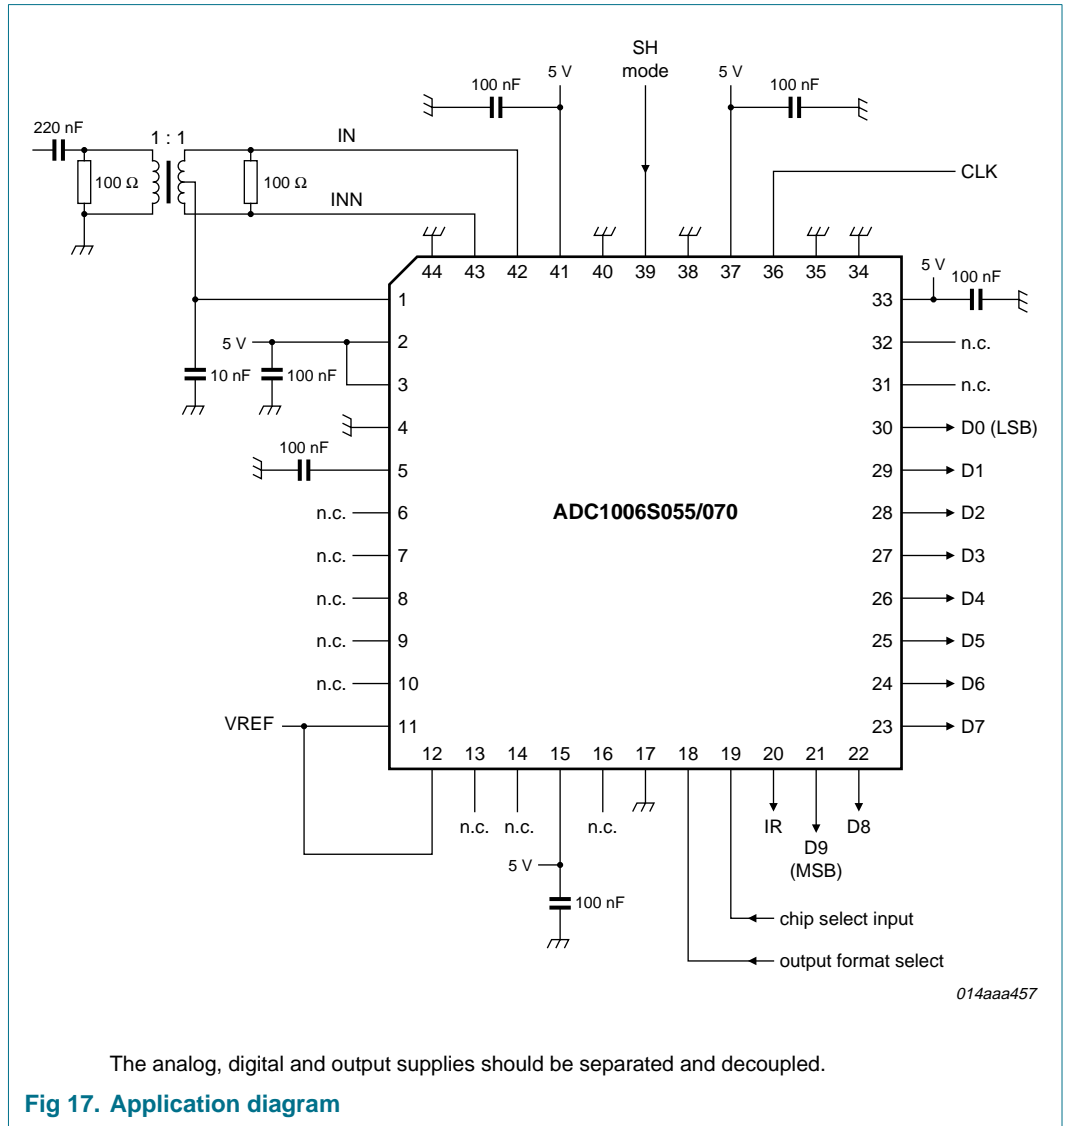 SH
mode
5 V
5 V
100 nF
100 nF
220 nF
1 : 1
IN
100 Ω
100 Ω
CLK
INN
44
43
42
41
40
39
38
37
36
35
34
5 V
100 nF
1
33
5 V
2
32
n.c.
10 nF
100 nF
3
31
n.c.
4
30
D0 (LSB)
100 nF
5
29
D1
n.c.
6
ADC1006S055/070
28
D2
n.c.
7
27
D3
n.c.
8
26
D4
n.c.
9
25
D5
n.c.
10
24
D6
VREF
11
23
D7
12
13
14
15
16
17
18
19
20
21
22
n.c.
n.c.
n.c.
IR
D9
(MSB)
D8
5 V
100 nF
chip select input
output format select
014aaa457
The analog, digital and output supplies should be separated and decoupled.
Fig 17. Application diagram